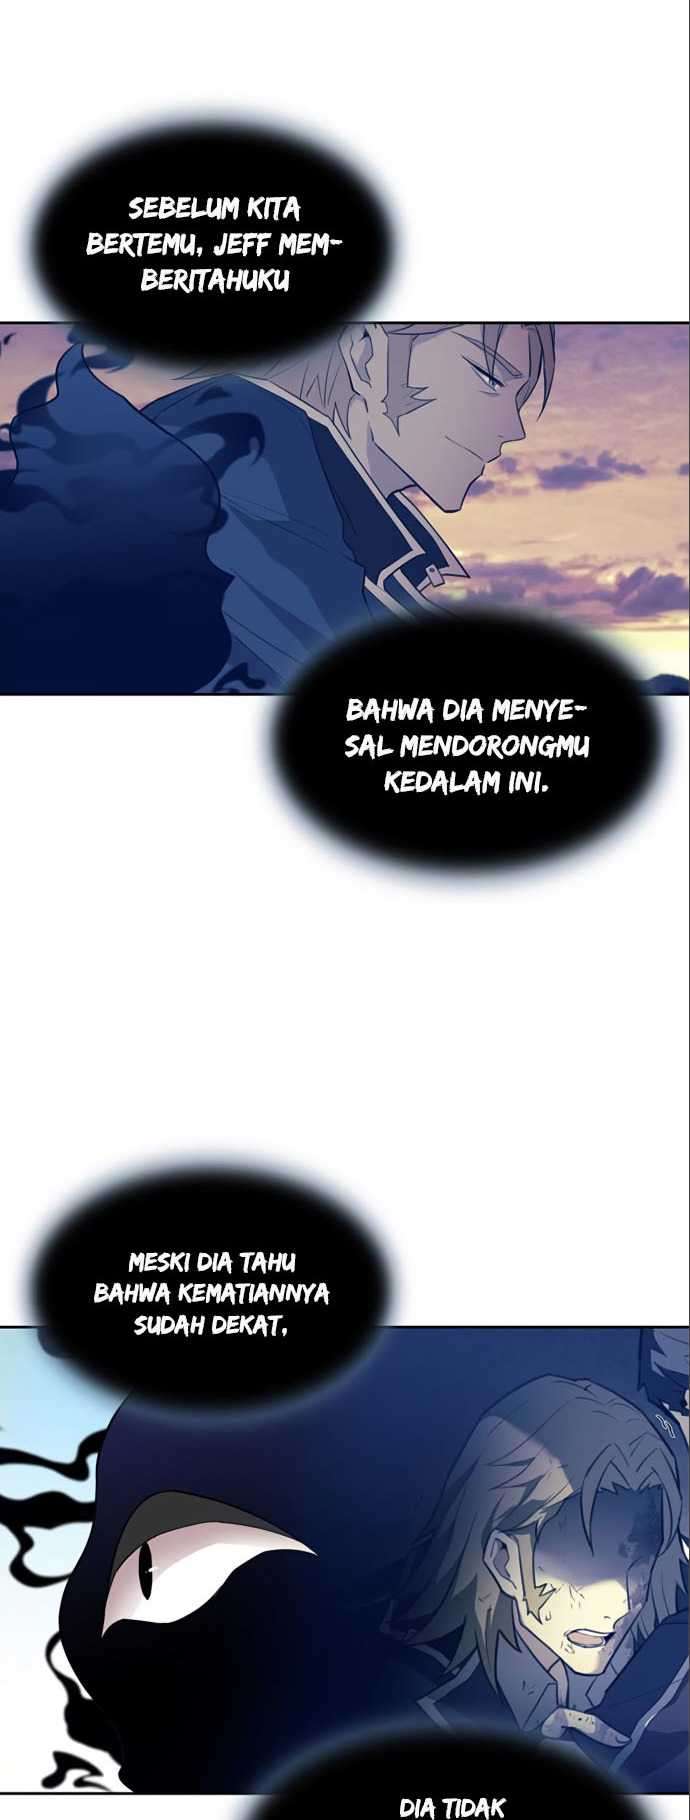 SEBELUM KITA
BERTEMU, JEFF MEM-
BERITAHUKU
BAHWA DIA MENYE-
SAL MENDORONGMU
KEDALAM INI.
MESKI DIA TAHU
BAHWA KEMATIANNYA
SUDAH DEKAT,
DIA TIDAK